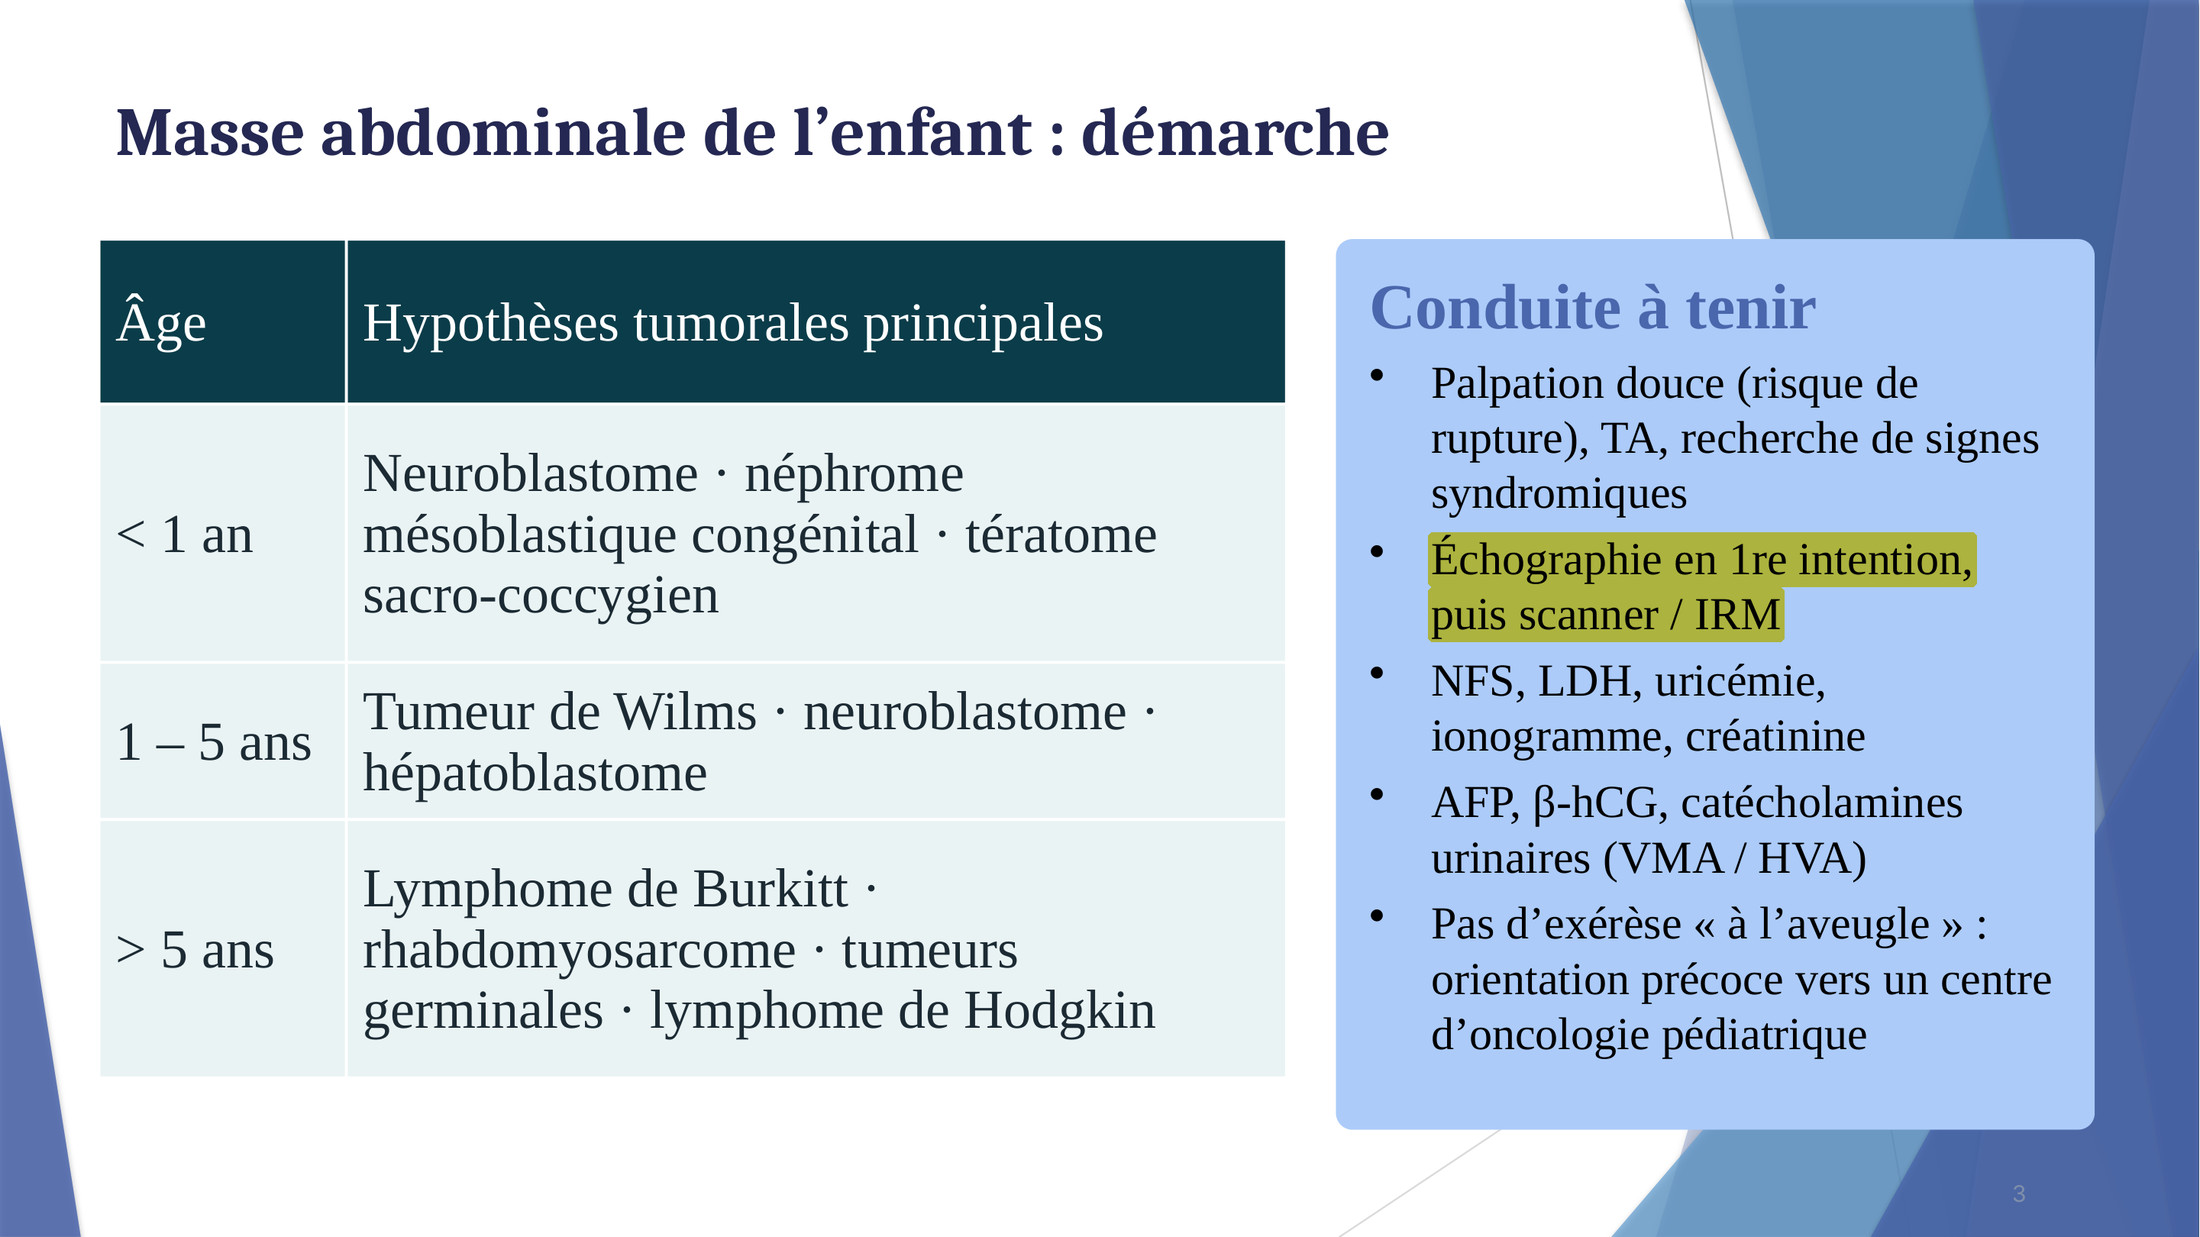 Masse abdominale de l’enfant : démarche
Âge
Hypothèses tumorales principales
< 1 an
Neuroblastome · néphrome
mésoblastique congénital · tératome
sacro-coccygien
1 – 5 ans
Tumeur de Wilms · neuroblastome ·
hépatoblastome
> 5 ans
Lymphome de Burkitt ·
rhabdomyosarcome · tumeurs
germinales · lymphome de Hodgkin
Conduite à tenir
• Palpation douce (risque de
rupture), TA, recherche de signes
syndromiques
• Échographie en 1re intention,
puis scanner / IRM
• NFS, LDH, uricémie,
ionogramme, créatinine
• AFP, β-hCG, catécholamines
urinaires (VMA / HVA)
• Pas d’exérèse « à l’aveugle » :
orientation précoce vers un centre
d’oncologie pédiatrique
3